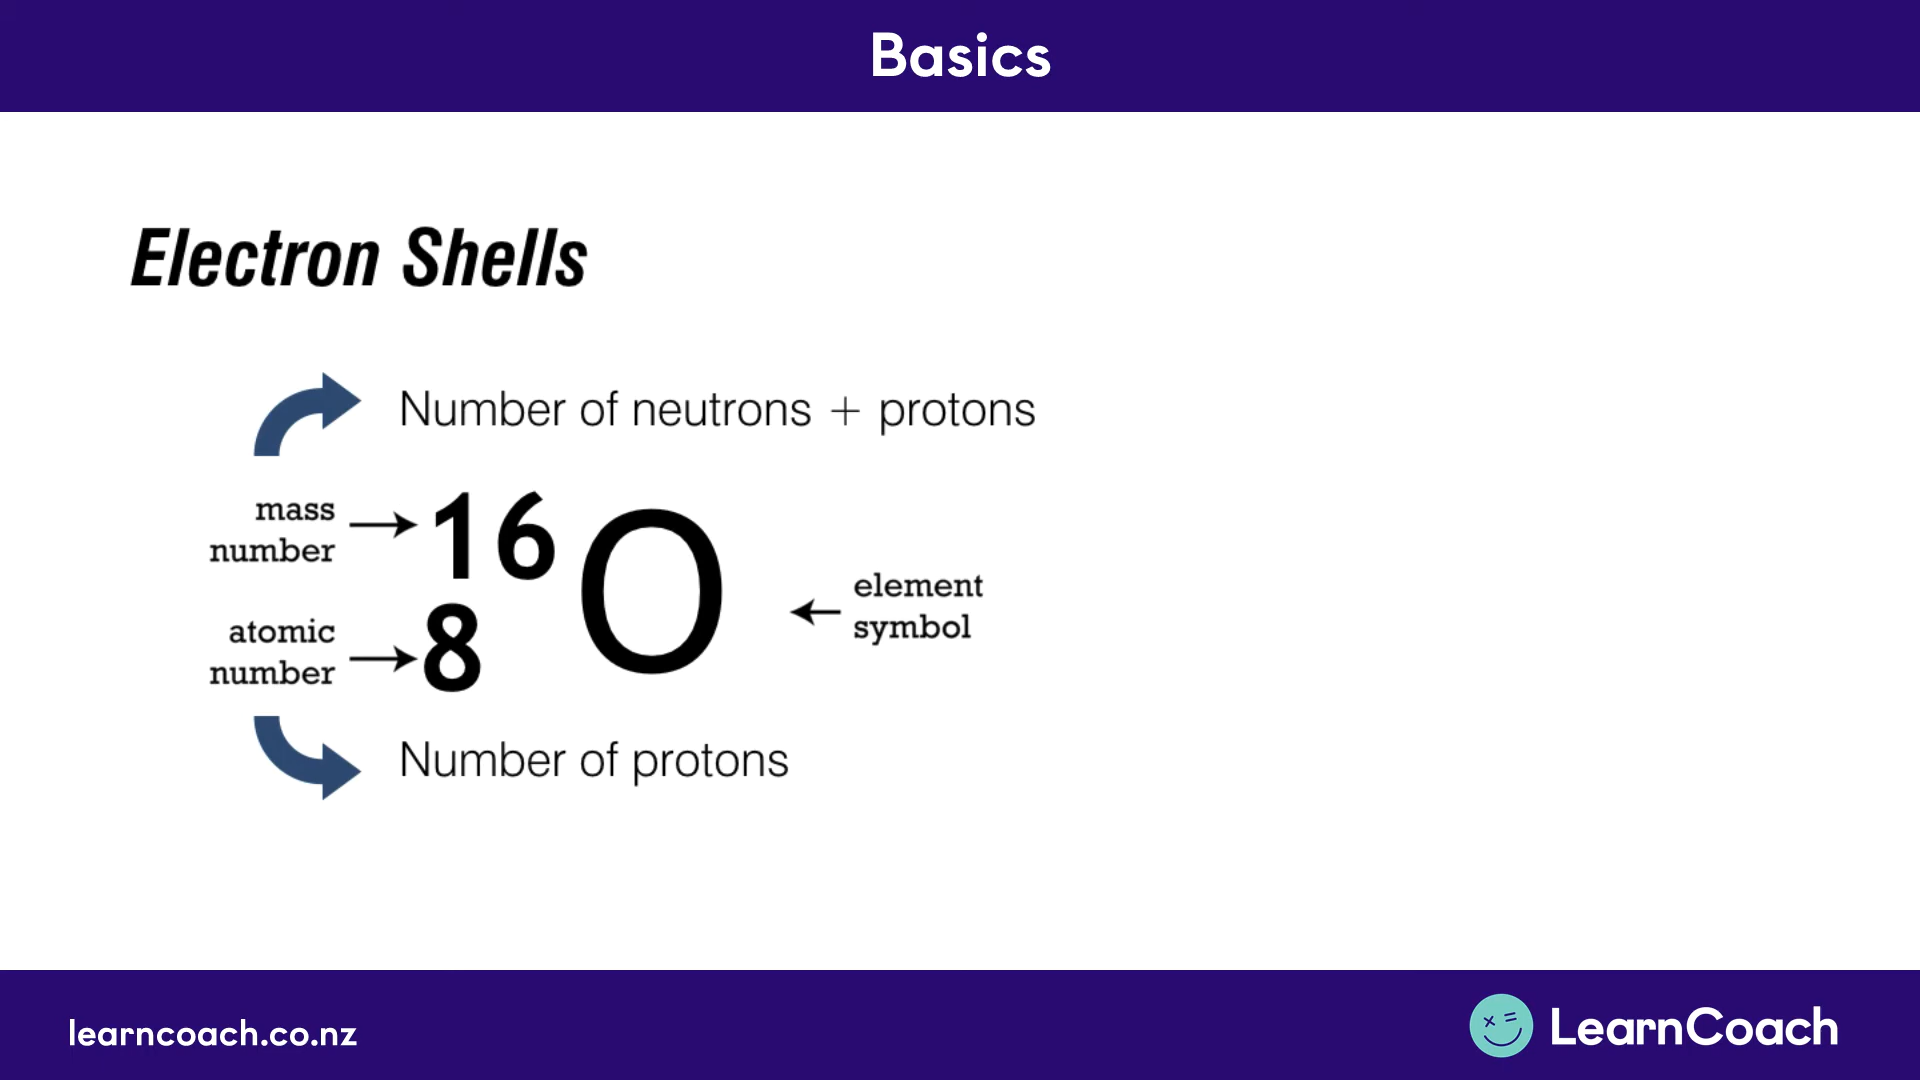 Basics
Electron Shells
Number of neutrons + protons
mass
number
16
O
element
symbol
atomic
number
8
Number of protons
learncoach.co.nz
LearnCoach